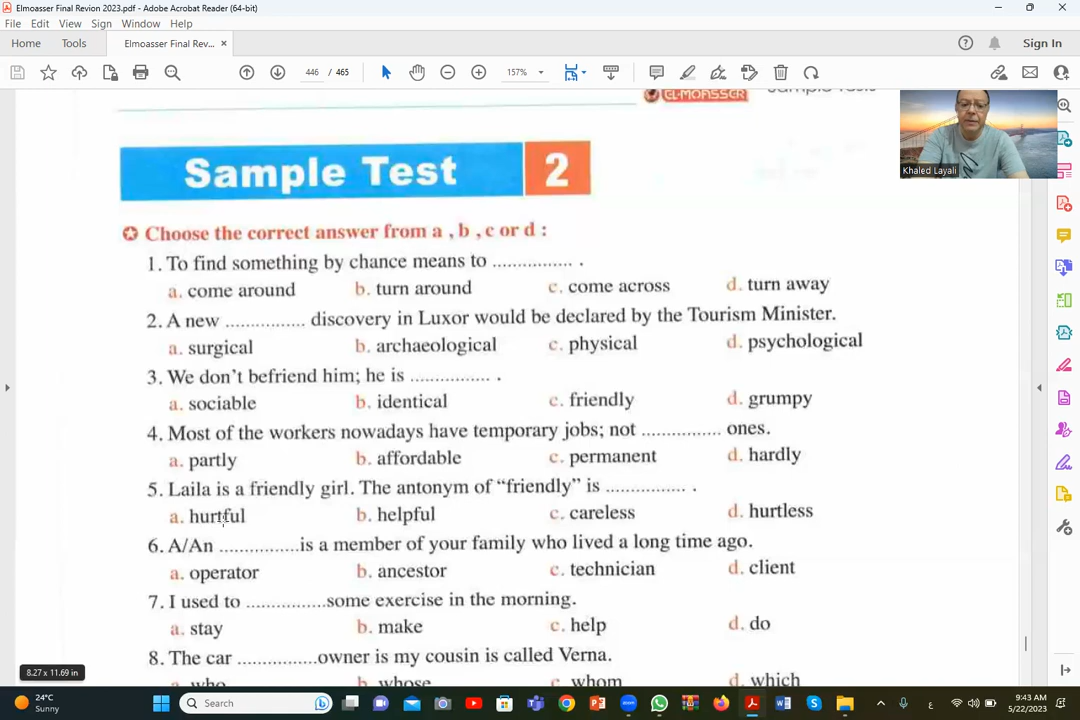 Elmoasser Final Revion 2023.pdf - Adobe Acrobat Reader (64-bit)
File Edit View Sign Window Help
Home Tools Elmoasser Final Rev... × Sign In
446 / 465 157%
EL-MOASSER Sample Tests
Khaled Layali
Sample Test 2
Choose the correct answer from a , b , c or d :
1. To find something by chance means to ................ .
a. come around b. turn around c. come across d. turn away
2. A new ................ discovery in Luxor would be declared by the Tourism Minister.
a. surgical b. archaeological c. physical d. psychological
3. We don't befriend him; he is ................ .
a. sociable b. identical c. friendly d. grumpy
4. Most of the workers nowadays have temporary jobs; not ................ ones.
a. partly b. affordable c. permanent d. hardly
5. Laila is a friendly girl. The antonym of “friendly” is ................ .
a. hurtful b. helpful c. careless d. hurtless
6. A/An ................is a member of your family who lived a long time ago.
a. operator b. ancestor c. technician d. client
7. I used to ................some exercise in the morning.
a. stay b. make c. help d. do
8. The car ................owner is my cousin is called Verna.
a. who b. whose c. whom d. which
8.27 x 11.69 in
24°C
Sunny
Search
ع
9:43 AM
5/22/2023